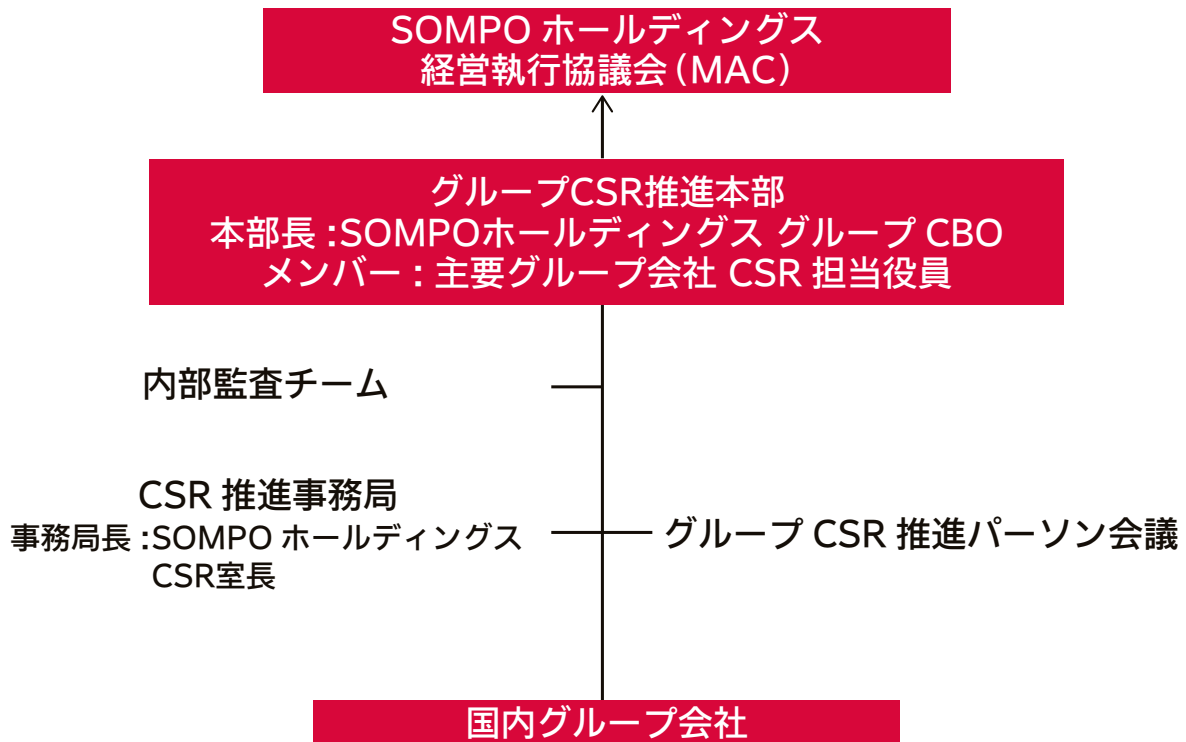 SOMPO ホールディングス
経営執行協議会（MAC）
グループCSR推進本部
本部長：SOMPOホールディングス グループ CBO
メンバー：主要グループ会社 CSR 担当役員
内部監査チーム
CSR 推進事務局
事務局長：SOMPO ホールディングス
CSR室長
グループ CSR 推進パーソン会議
国内グループ会社